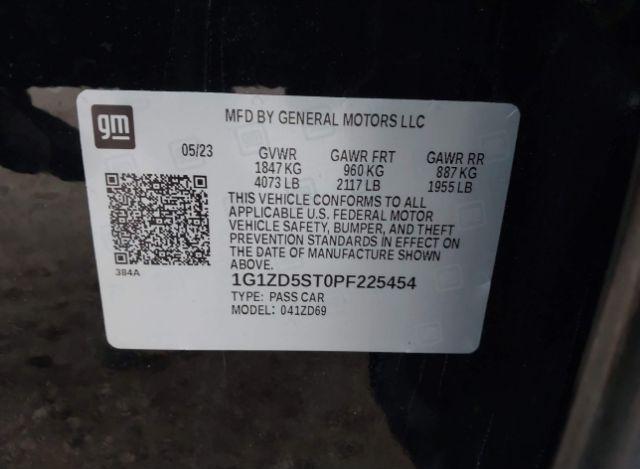 gm
MFD BY GENERAL MOTORS LLC
05/23 GVWR GAWR FRT GAWR RR
1847 KG 960 KG 887 KG
4073 LB 2117 LB 1955 LB
THIS VEHICLE CONFORMS TO ALL
APPLICABLE U.S. FEDERAL MOTOR
VEHICLE SAFETY, BUMPER, AND THEFT
PREVENTION STANDARDS IN EFFECT ON
THE DATE OF MANUFACTURE SHOWN
ABOVE.
384A
1G1ZD5ST0PF225454
TYPE: PASS CAR
MODEL: 041ZD69